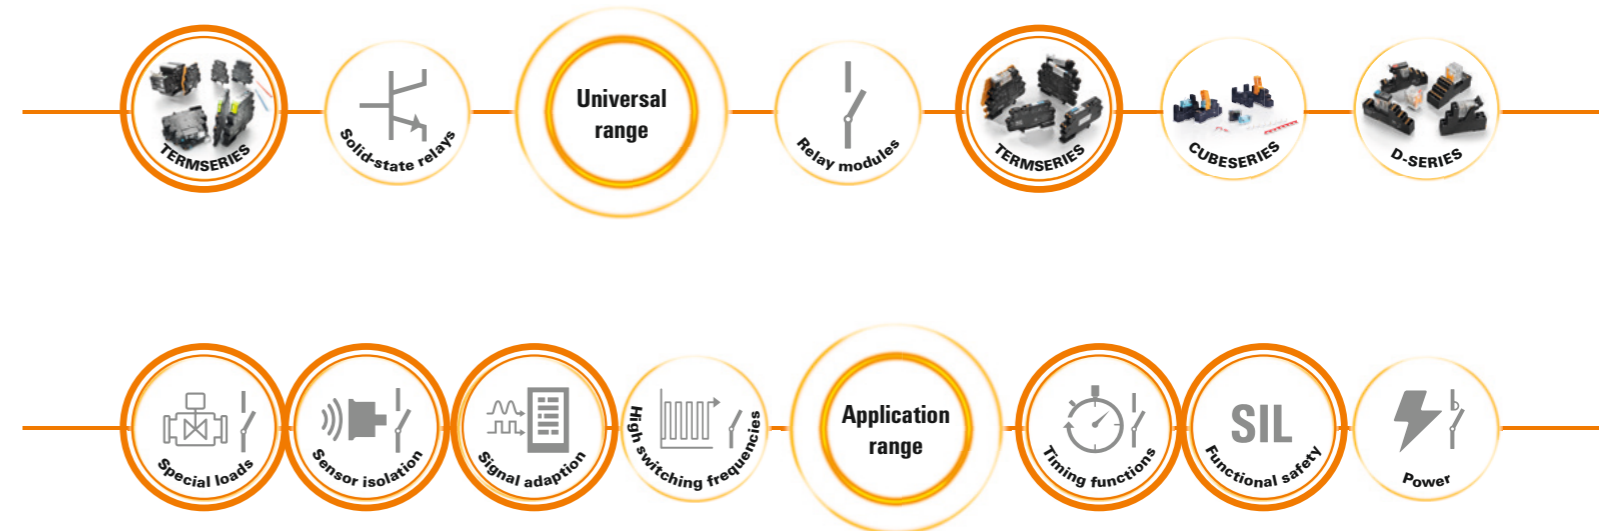 TERMSERIES
Solid-state relays
Universal
range
Relay modules
TERMSERIES
CUBESERIES
D-SERIES
Special loads
Sensor isolation
Signal adaption
High switching frequencies
Application
range
Timing functions
SIL
Functional safety
Power